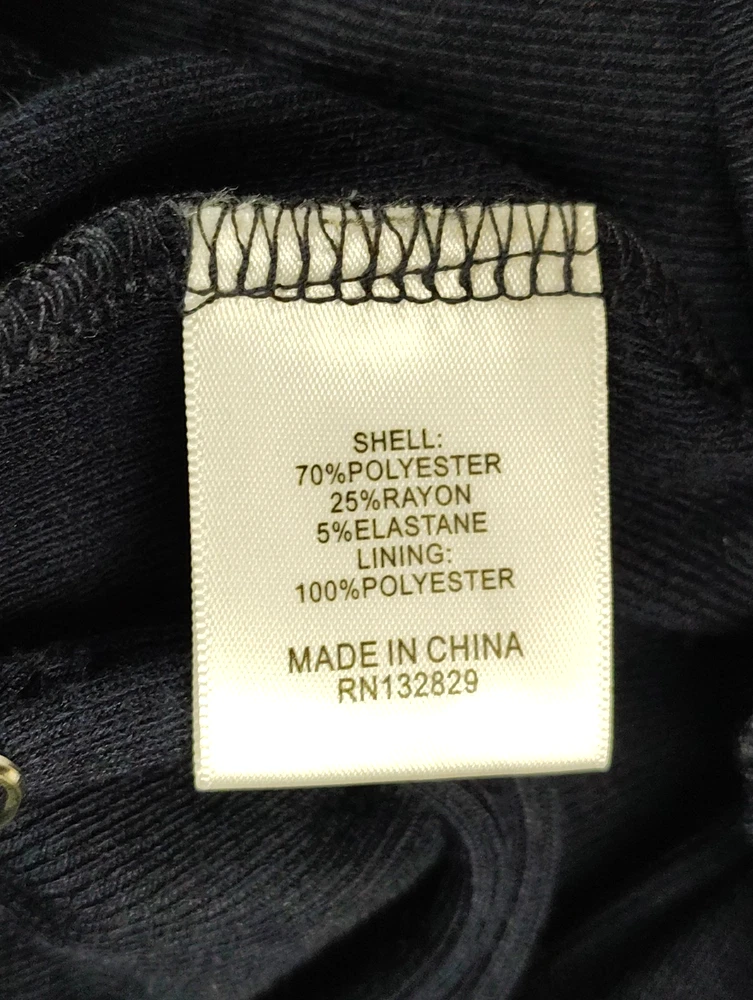 SHELL:
70%POLYESTER
25%RAYON
5%ELASTANE
LINING:
100%POLYESTER
MADE IN CHINA
RN132829